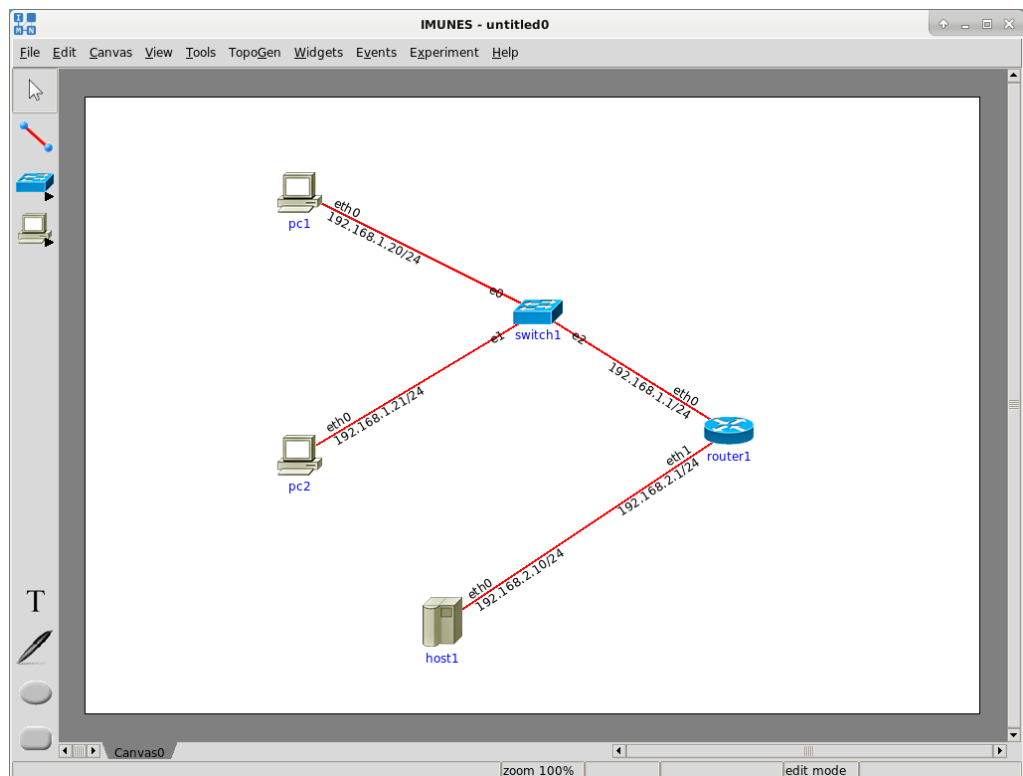 IMUNES - untitled0
File Edit Canvas View Tools TopoGen Widgets Events Experiment Help
eth0
192.168.1.20/24
pc1
e0
switch1
e1
e2
192.168.1.1/24
eth0
eth0
192.168.1.21/24
router1
eth1
192.168.2.1/24
pc2
eth0
192.168.2.10/24
host1
T
Canvas0
zoom 100%
edit mode